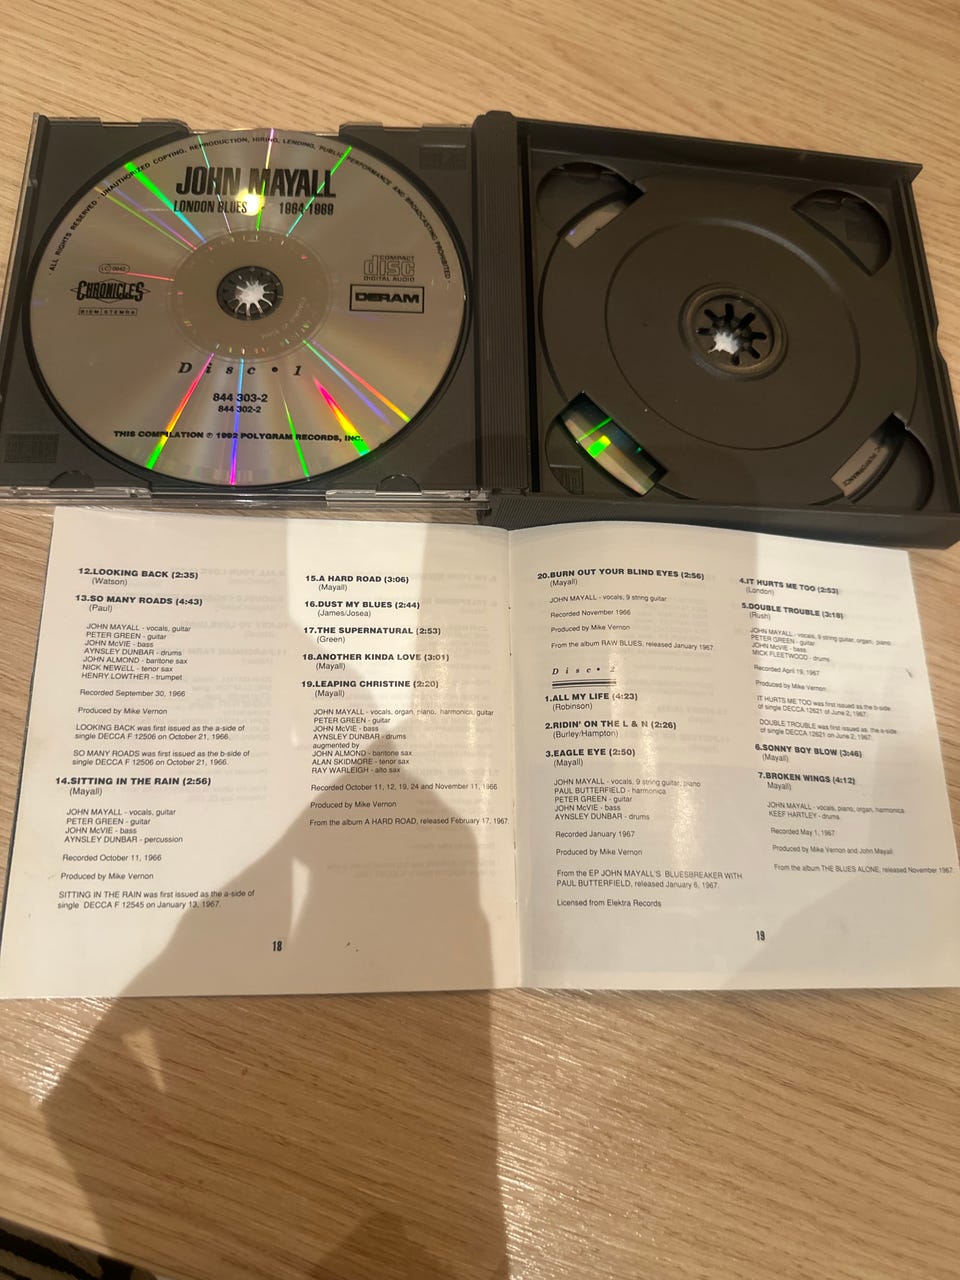 ALL RIGHTS RESERVED · UNAUTHORIZED COPYING, REPRODUCTION, HIRING, LENDING, PUBLIC PERFORMANCE AND BROADCASTING PROHIBITED
JOHN MAYALL
LONDON BLUES · 1964-1969
CHRONICLES
BIEM STEMRA
COMPACT
disc
DIGITAL AUDIO
DERAM
Disc • 1
844 303-2
844 302-2
THIS COMPILATION ℗ 1992 POLYGRAM RECORDS, INC.
12.LOOKING BACK (2:35)
(Watson)
13.SO MANY ROADS (4:43)
(Paul)
JOHN MAYALL - vocals, guitar
PETER GREEN - guitar
JOHN McVIE - bass
AYNSLEY DUNBAR - drums
JOHN ALMOND - baritone sax
NICK NEWELL - tenor sax
HENRY LOWTHER - trumpet
Recorded September 30, 1966
Produced by Mike Vernon
LOOKING BACK was first issued as the a-side of
single DECCA F 12506 on October 21, 1966.
SO MANY ROADS was first issued as the b-side of
single DECCA F 12506 on October 21, 1966.
14.SITTING IN THE RAIN (2:56)
(Mayall)
JOHN MAYALL - vocals, guitar
PETER GREEN - guitar
JOHN McVIE - bass
AYNSLEY DUNBAR - percussion
Recorded October 11, 1966
Produced by Mike Vernon
SITTING IN THE RAIN was first issued as the a-side of
single DECCA F 12545 on January 13, 1967.
15.A HARD ROAD (3:06)
(Mayall)
16.DUST MY BLUES (2:44)
(James/Josea)
17.THE SUPERNATURAL (2:53)
(Green)
18.ANOTHER KINDA LOVE (3:01)
(Mayall)
19.LEAPING CHRISTINE (2:20)
(Mayall)
JOHN MAYALL - vocals, organ, piano, harmonica, guitar
PETER GREEN - guitar
JOHN McVIE - bass
AYNSLEY DUNBAR - drums
augmented by
JOHN ALMOND - baritone sax
ALAN SKIDMORE - tenor sax
RAY WARLEIGH - alto sax
Recorded October 11, 12, 19, 24 and November 11, 1966
Produced by Mike Vernon
From the album A HARD ROAD, released February 17, 1967.
18
20.BURN OUT YOUR BLIND EYES (2:56)
(Mayall)
JOHN MAYALL - vocals, 9 string guitar
Recorded November 1966
Produced by Mike Vernon
From the album RAW BLUES, released January 1967.
Disc • 2
1.ALL MY LIFE (4:23)
(Robinson)
2.RIDIN' ON THE L & N (2:26)
(Burley/Hampton)
3.EAGLE EYE (2:50)
(Mayall)
JOHN MAYALL - vocals, 9 string guitar, piano
PAUL BUTTERFIELD - harmonica
PETER GREEN - guitar
JOHN McVIE - bass
AYNSLEY DUNBAR - drums
Recorded January 1967
Produced by Mike Vernon
From the EP JOHN MAYALL'S BLUESBREAKER WITH
PAUL BUTTERFIELD, released January 6, 1967.
Licensed from Elektra Records
4.IT HURTS ME TOO (2:53)
(London)
5.DOUBLE TROUBLE (3:18)
(Rush)
JOHN MAYALL - vocals, 9 string guitar, organ, piano
PETER GREEN - guitar
JOHN McVIE - bass
MICK FLEETWOOD - drums
Recorded April 19, 1967
Produced by Mike Vernon
IT HURTS ME TOO was first issued as the b-side
of single DECCA 12621 of June 2, 1967.
DOUBLE TROUBLE was first issued as the a-side
of single DECCA 12621 on June 2, 1967.
6.SONNY BOY BLOW (3:46)
(Mayall)
7.BROKEN WINGS (4:12)
Mayall)
JOHN MAYALL - vocals, piano, organ, harmonica
KEEF HARTLEY - drums
Recorded May 1, 1967
Produced by Mike Vernon and John Mayall
From the album THE BLUES ALONE, released November 1967.
19